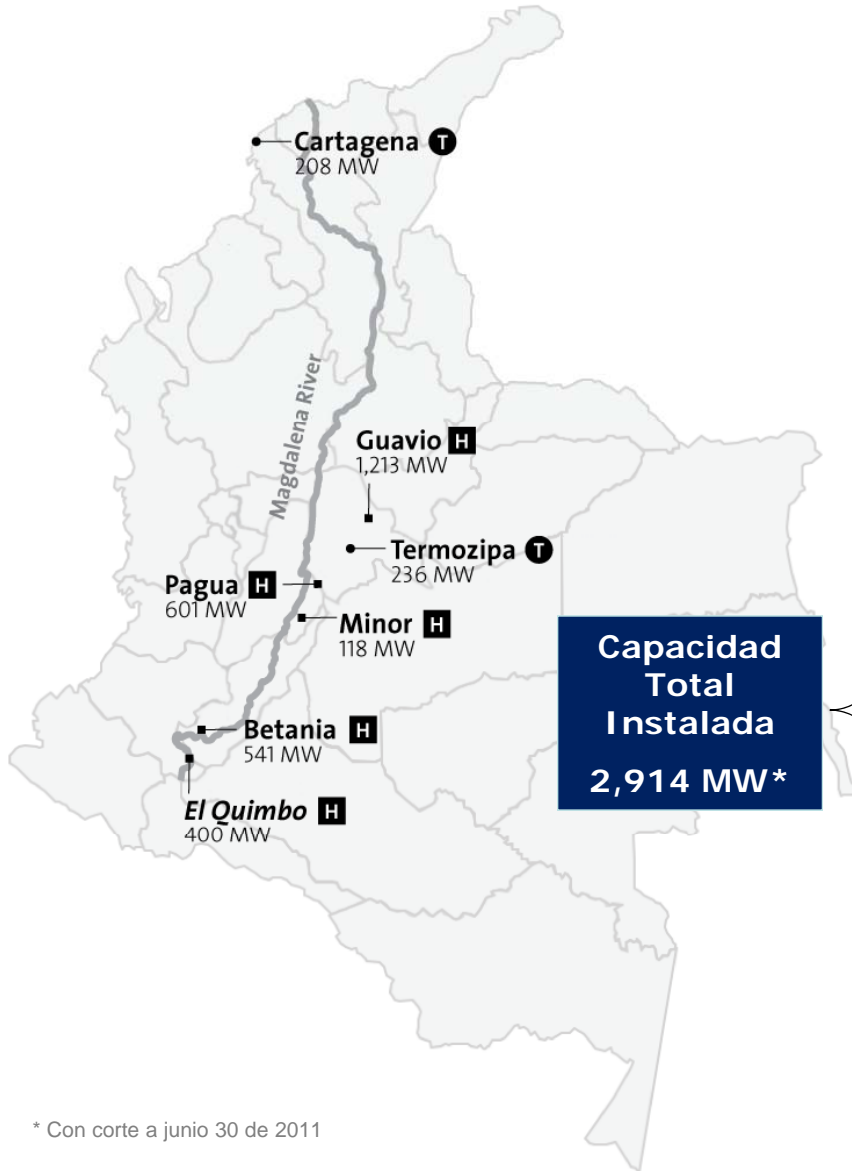 Cartagena T
208 MW
Magdalena River
Guavio H
1,213 MW
Termozipa T
236 MW
Pagua H
601 MW
Minor H
118 MW
Capacidad
Total
Instalada
2,914 MW*
Betania H
541 MW
El Quimbo H
400 MW
* Con corte a junio 30 de 2011